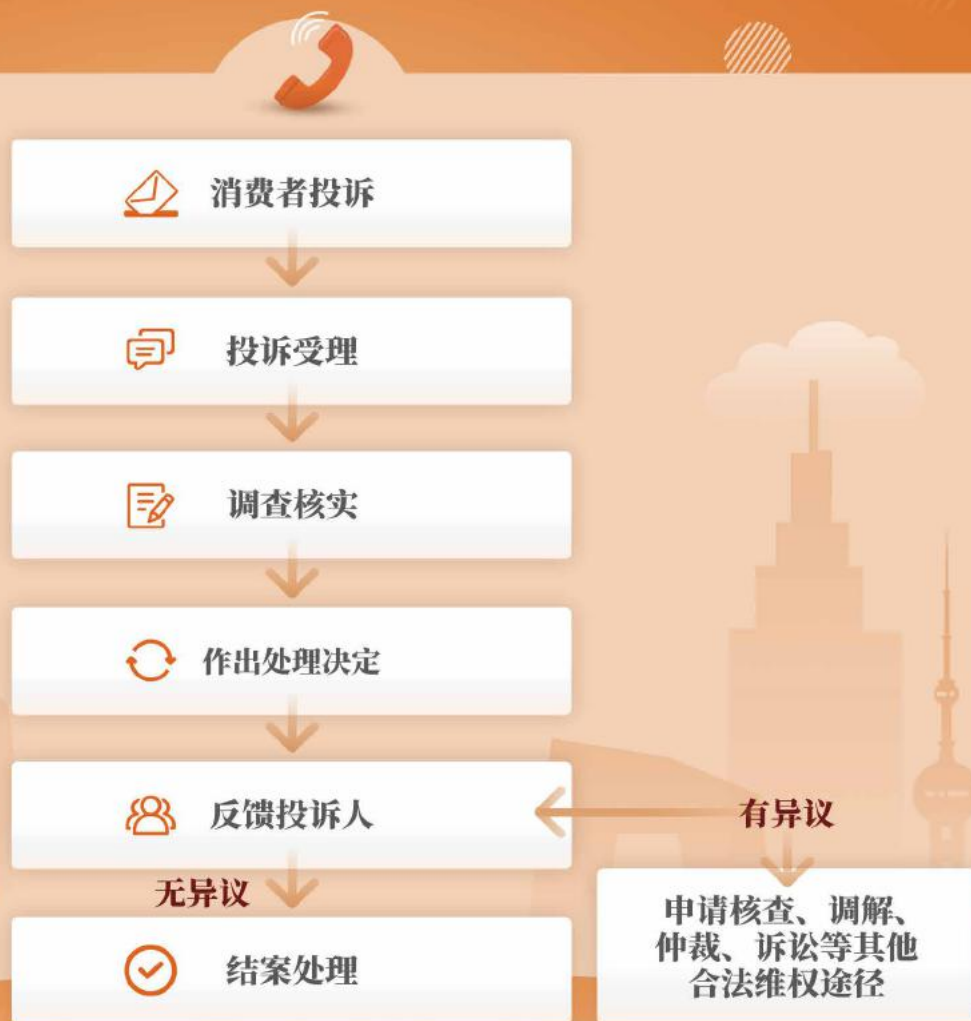 消费者投诉
投诉受理
调查核实
作出处理决定
反馈投诉人
有异议
无异议
申请核查、调解、
仲裁、诉讼等其他
合法维权途径
结案处理